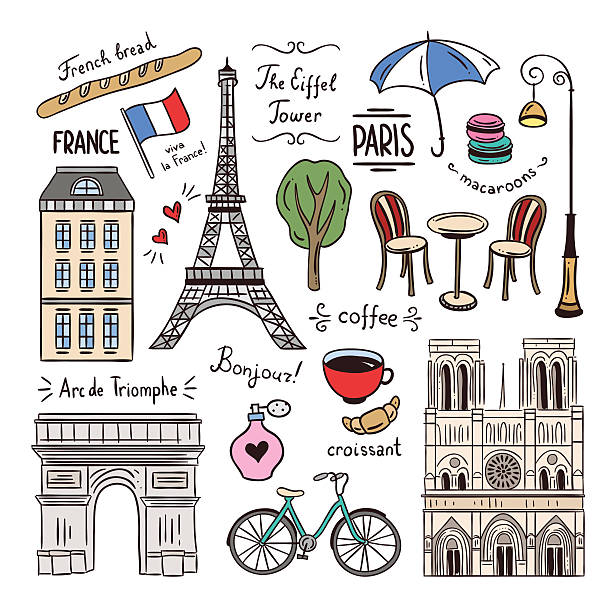 French bread
The Eiffel
Tower
FRANCE
viva
la France!
PARIS
macaroons
coffee
Bonjour!
Arc de Triomphe
croissant